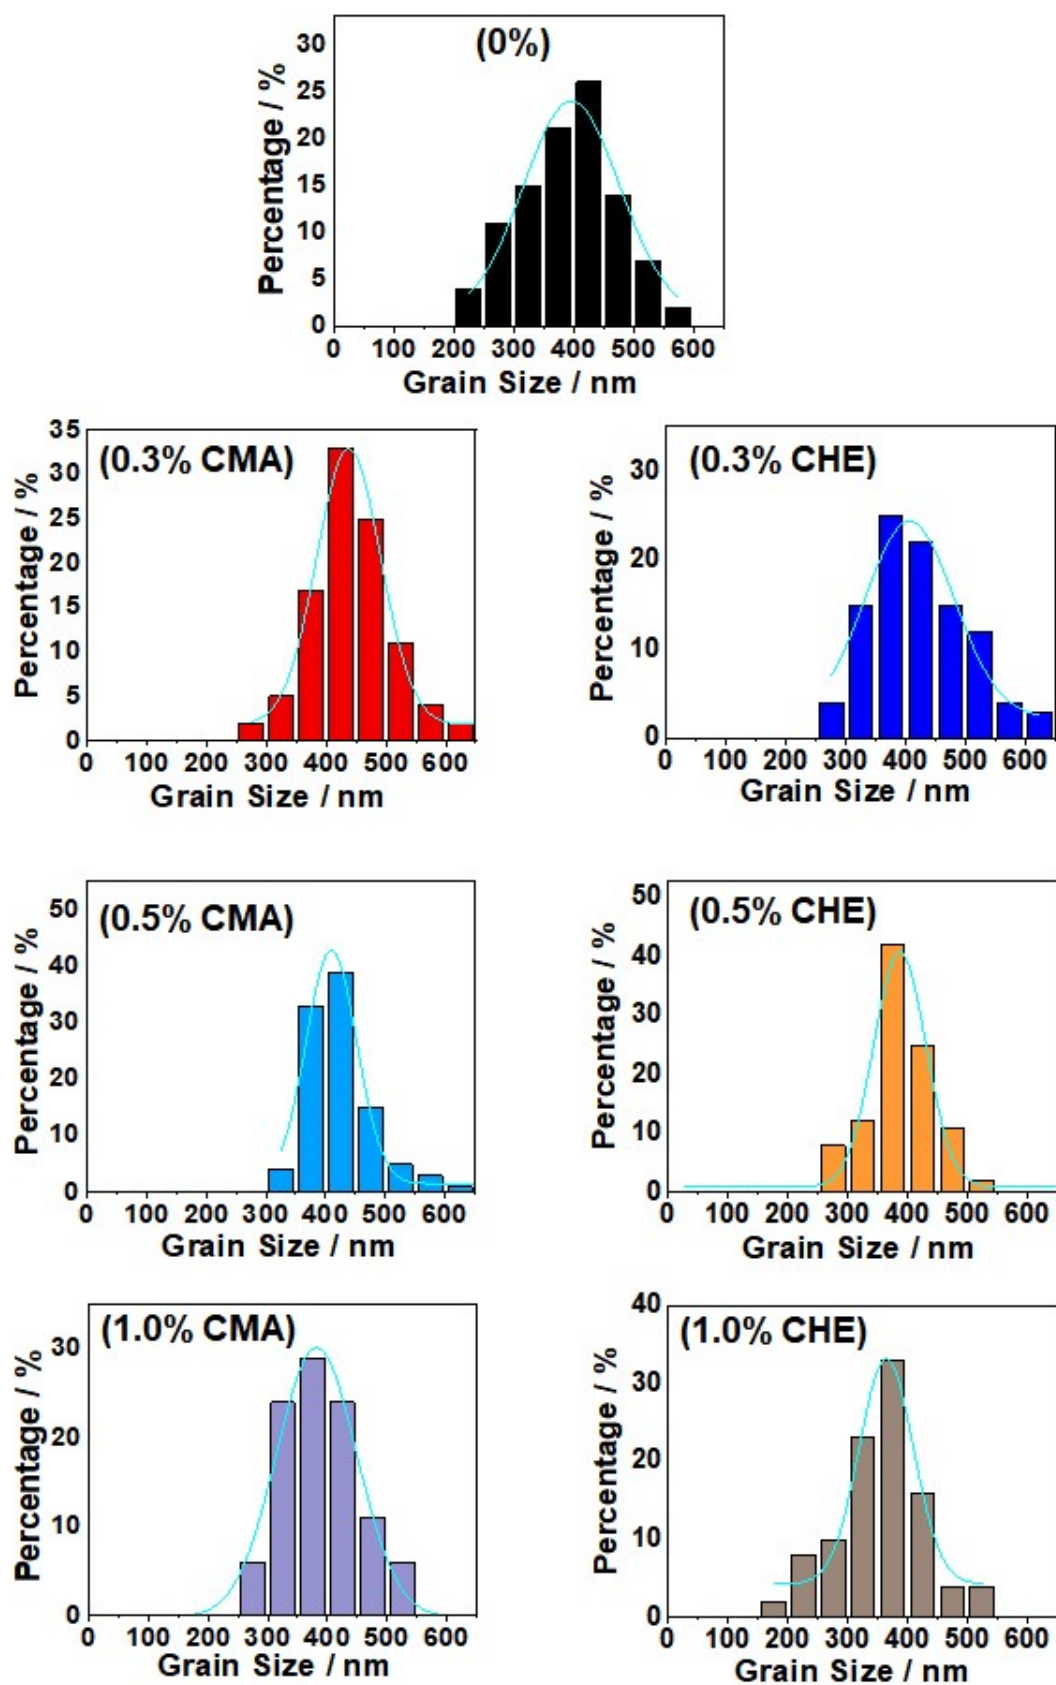 (0%)
30
25
20
15
10
5
0
Percentage / %
0 100 200 300 400 500 600
Grain Size / nm
(0.3% CMA)
35
30
25
20
15
10
5
0
Percentage / %
0 100 200 300 400 500 600
Grain Size / nm
(0.3% CHE)
30
20
10
0
Percentage / %
0 100 200 300 400 500 600
Grain Size / nm
(0.5% CMA)
50
40
30
20
10
0
Percentage / %
0 100 200 300 400 500 600
Grain Size / nm
(0.5% CHE)
50
40
30
20
10
0
Percentage / %
0 100 200 300 400 500 600
Grain Size / nm
(1.0% CMA)
30
20
10
0
Percentage / %
0 100 200 300 400 500 600
Grain Size / nm
(1.0% CHE)
40
30
20
10
0
Percentage / %
0 100 200 300 400 500 600
Grain Size / nm